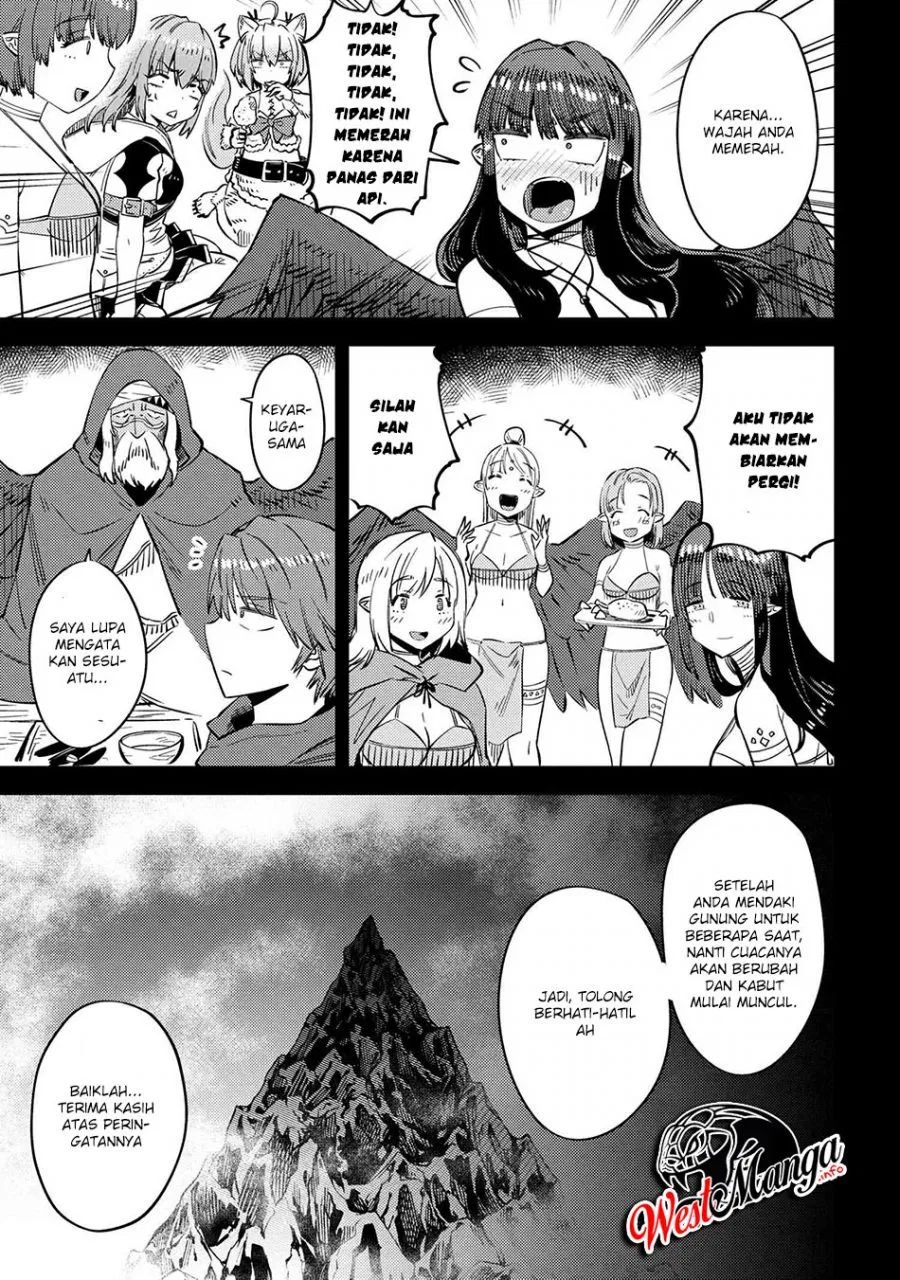 KARENA...
WAJAH ANDA
MEMERAH.
TIDAK!
TIDAK,
TIDAK,
TIDAK,
TIDAK! INI
MEMERAH
KARENA
PANAS DARI
API.
AKU TIDAK
AKAN MEM-
BIARKAN
PERGI!
SILAH
KAN
SAJA
KEYAR-
UGA-
SAMA
SAYA LUPA
MENGATA
KAN SESU-
ATU...
SETELAH
ANDA MENDAKI
GUNUNG UNTUK
BEBERAPA SAAT,
NANTI CUACANYA
AKAN BERUBAH
DAN KABUT
MULAI MUNCUL.
JADI, TOLONG
BERHATI-HATIL
AH
BAIKLAH...
TERIMA KASIH
ATAS PERIN-
GATANNYA
WestManga
.info